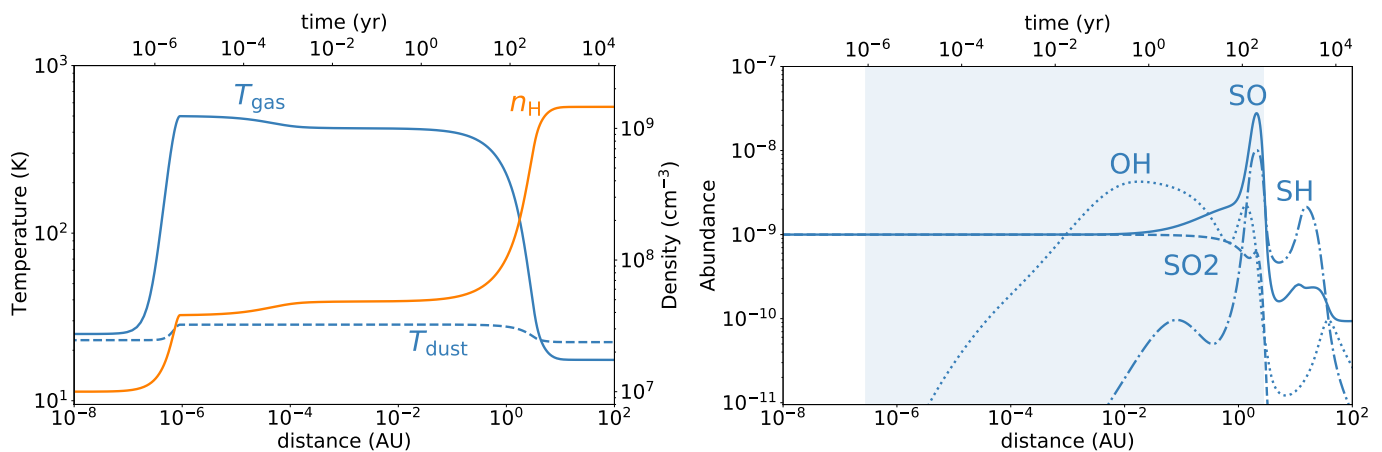 time (yr)
10⁻⁶ 10⁻⁴ 10⁻² 10⁰ 10² 10⁴
10³
10²
10¹
Temperature (K)
T_gas
n_H
T_dust
10⁹
10⁸
10⁷
Density (cm⁻³)
10⁻⁸ 10⁻⁶ 10⁻⁴ 10⁻² 10⁰ 10²
distance (AU)
time (yr)
10⁻⁶ 10⁻⁴ 10⁻² 10⁰ 10² 10⁴
10⁻⁷
10⁻⁸
10⁻⁹
10⁻¹⁰
10⁻¹¹
Abundance
SO
OH
SH
SO2
10⁻⁸ 10⁻⁶ 10⁻⁴ 10⁻² 10⁰ 10²
distance (AU)